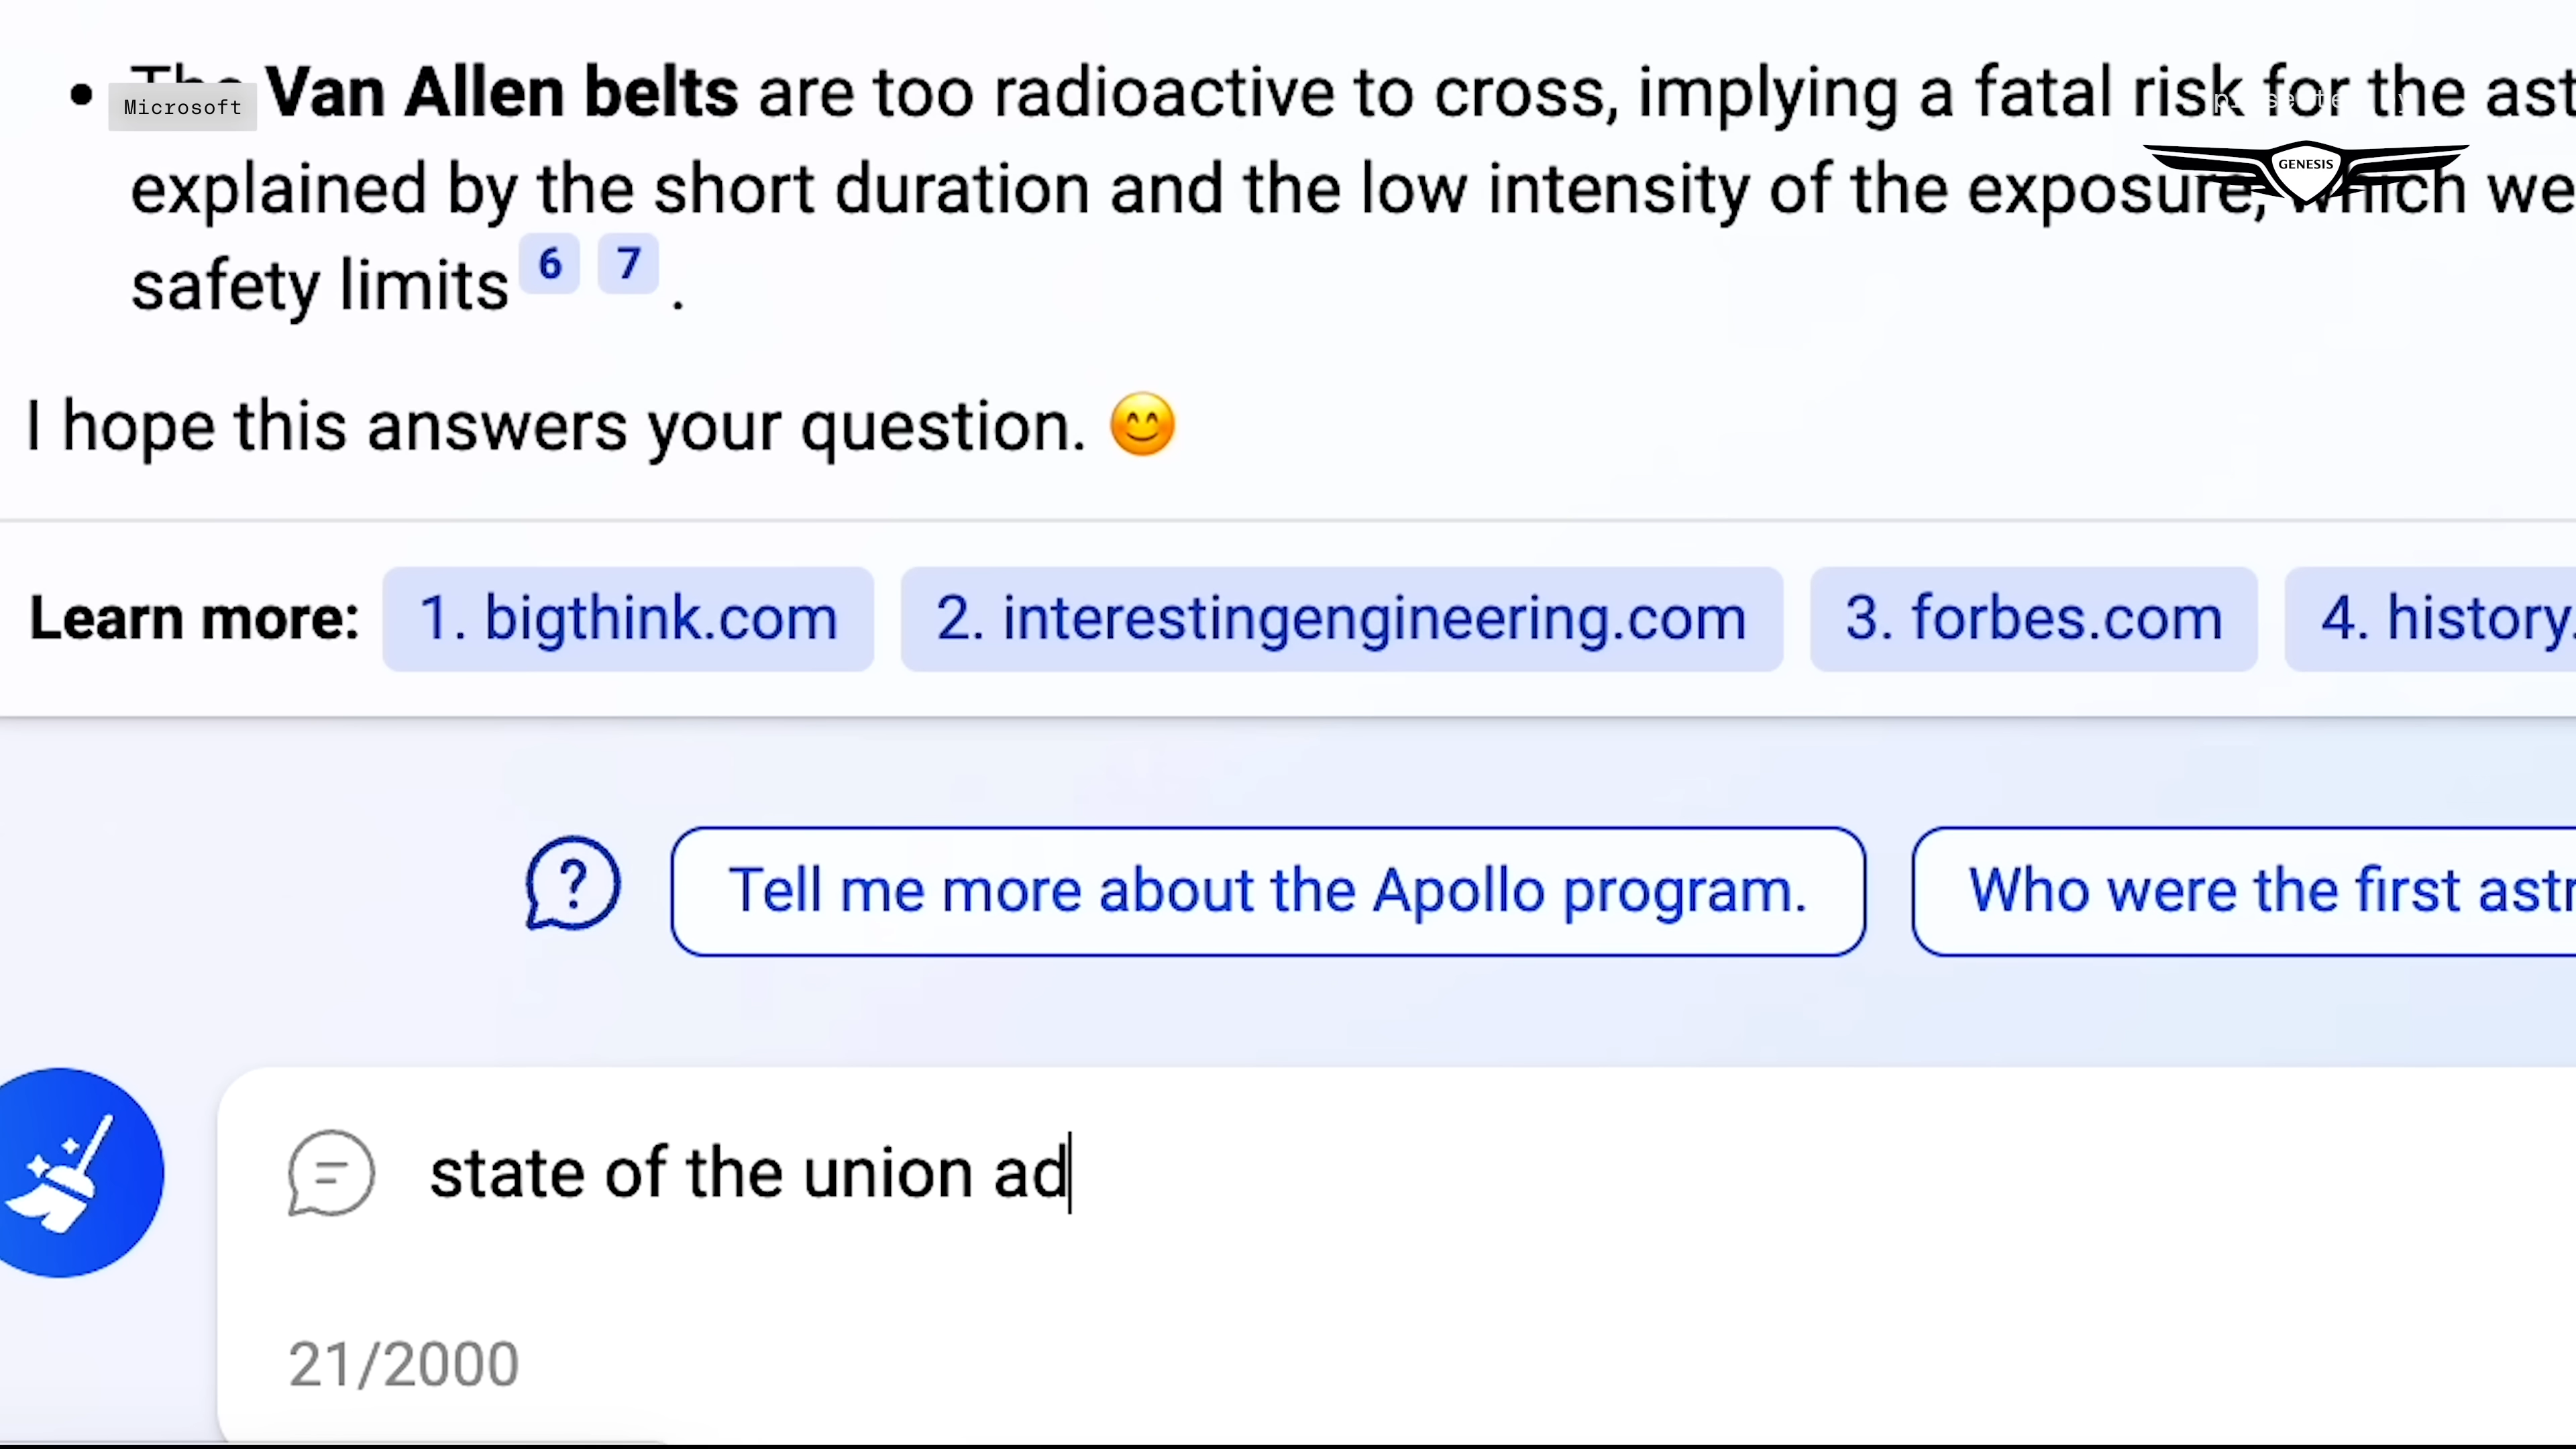 The Van Allen belts are too radioactive to cross, implying a fatal risk for the ast
Microsoft
explained by the short duration and the low intensity of the exposure, which we
GENESIS
safety limits 6 7 .
I hope this answers your question. 😊
Learn more: 1. bigthink.com 2. interestingengineering.com 3. forbes.com 4. history.
Tell me more about the Apollo program. Who were the first astr
state of the union ad
21/2000